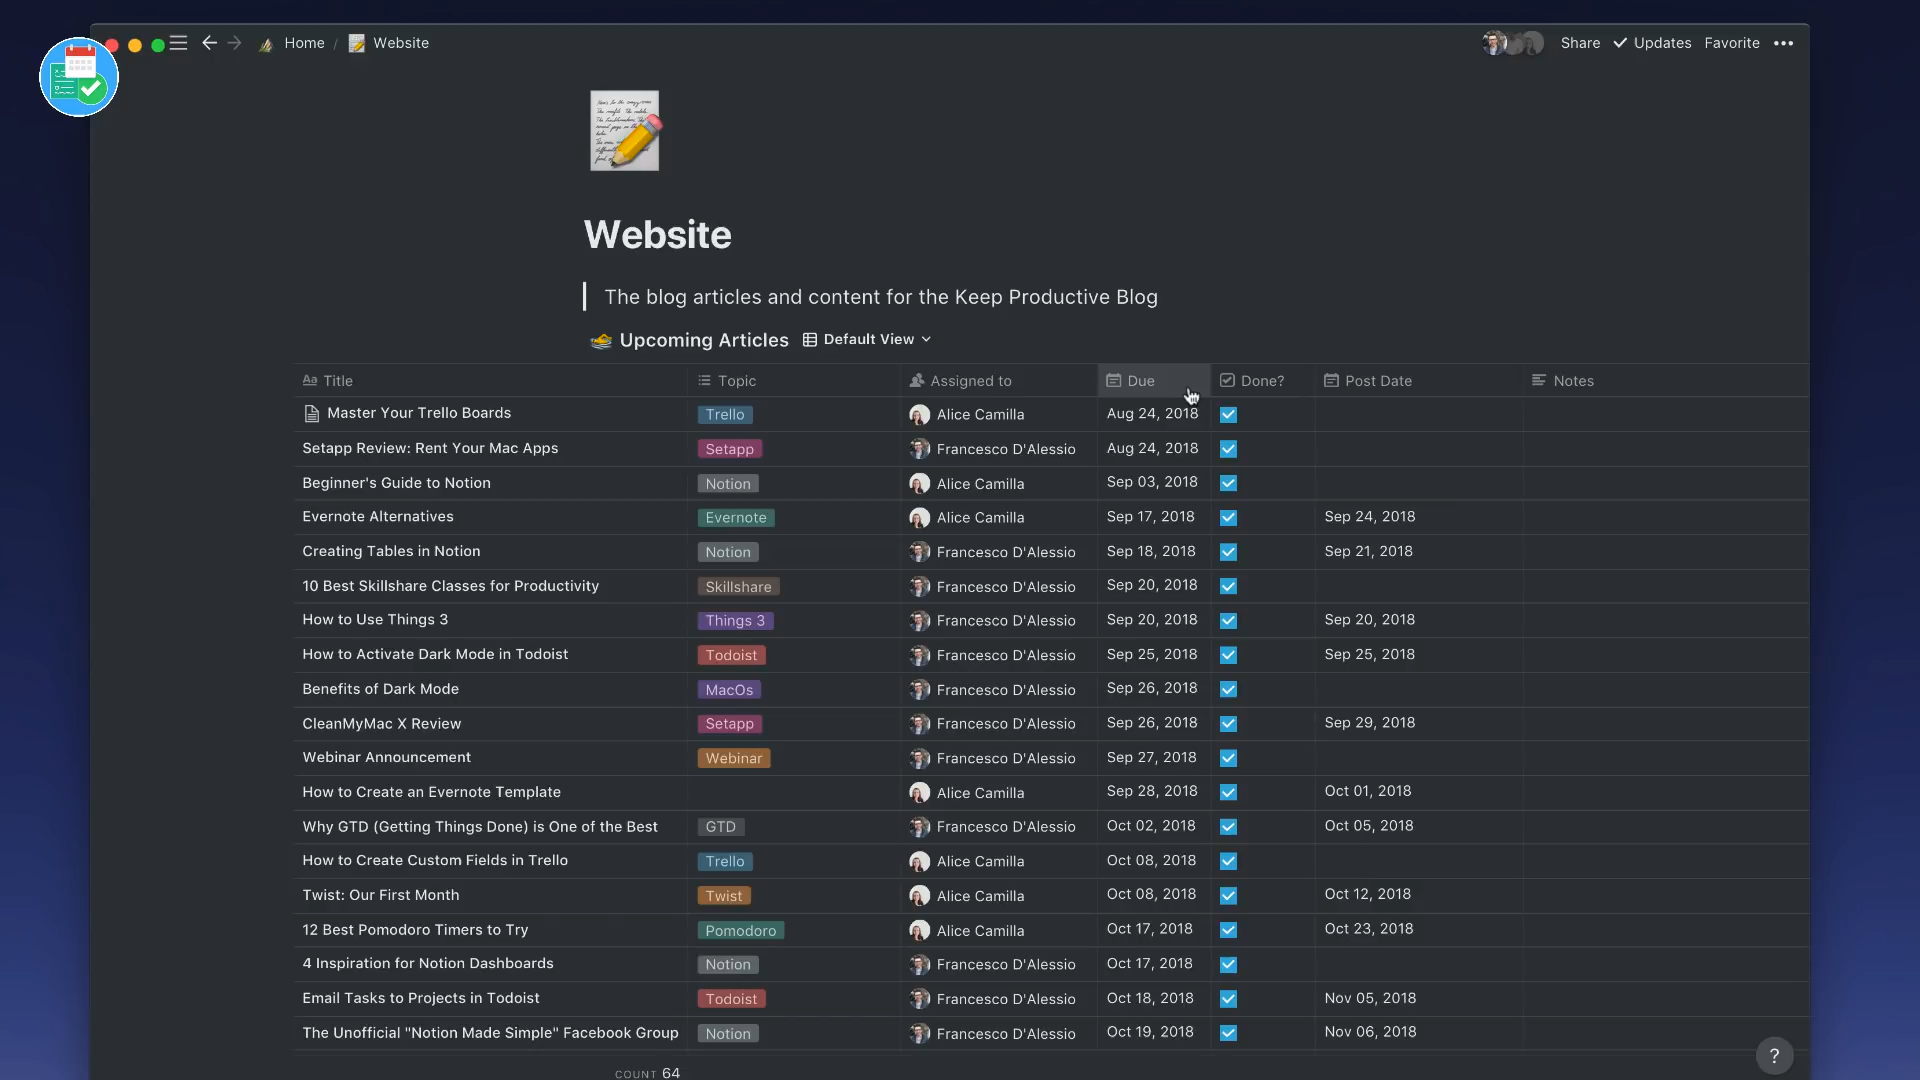 Home / Website
Share Updates Favorite
Website
The blog articles and content for the Keep Productive Blog
Upcoming Articles Default View
Aa Title Topic Assigned to Due Done? Post Date Notes
Master Your Trello Boards Trello Alice Camilla Aug 24, 2018
Setapp Review: Rent Your Mac Apps Setapp Francesco D'Alessio Aug 24, 2018
Beginner's Guide to Notion Notion Alice Camilla Sep 03, 2018
Evernote Alternatives Evernote Alice Camilla Sep 17, 2018 Sep 24, 2018
Creating Tables in Notion Notion Francesco D'Alessio Sep 18, 2018 Sep 21, 2018
10 Best Skillshare Classes for Productivity Skillshare Francesco D'Alessio Sep 20, 2018
How to Use Things 3 Things 3 Francesco D'Alessio Sep 20, 2018 Sep 20, 2018
How to Activate Dark Mode in Todoist Todoist Francesco D'Alessio Sep 25, 2018 Sep 25, 2018
Benefits of Dark Mode MacOs Francesco D'Alessio Sep 26, 2018
CleanMyMac X Review Setapp Francesco D'Alessio Sep 26, 2018 Sep 29, 2018
Webinar Announcement Webinar Francesco D'Alessio Sep 27, 2018
How to Create an Evernote Template Alice Camilla Sep 28, 2018 Oct 01, 2018
Why GTD (Getting Things Done) is One of the Best GTD Francesco D'Alessio Oct 02, 2018 Oct 05, 2018
How to Create Custom Fields in Trello Trello Alice Camilla Oct 08, 2018
Twist: Our First Month Twist Alice Camilla Oct 08, 2018 Oct 12, 2018
12 Best Pomodoro Timers to Try Pomodoro Alice Camilla Oct 17, 2018 Oct 23, 2018
4 Inspiration for Notion Dashboards Notion Francesco D'Alessio Oct 17, 2018
Email Tasks to Projects in Todoist Todoist Francesco D'Alessio Oct 18, 2018 Nov 05, 2018
The Unofficial "Notion Made Simple" Facebook Group Notion Francesco D'Alessio Oct 19, 2018 Nov 06, 2018
COUNT 64
?